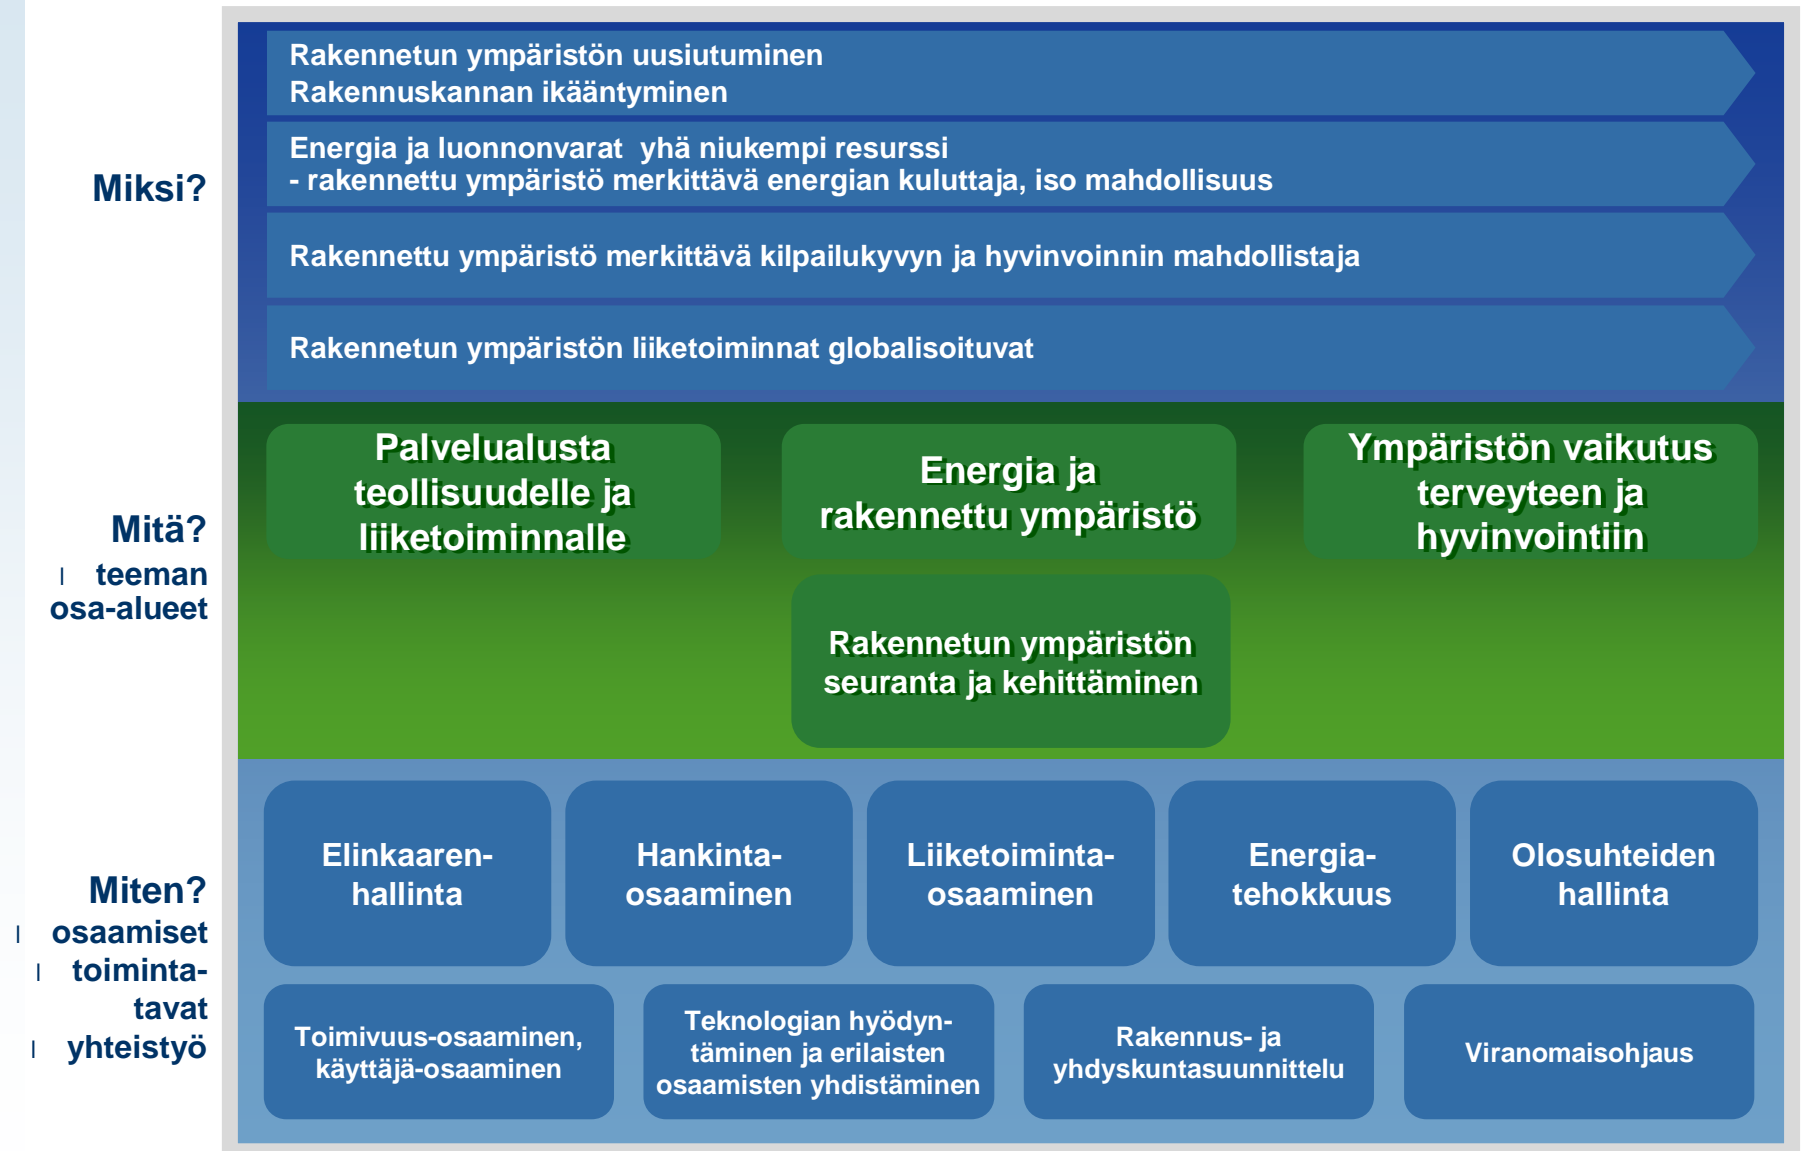 Miksi?
Rakennetun ympäristön uusiutuminen
Rakennuskannan ikääntyminen
Energia ja luonnonvarat  yhä niukempi resurssi
- rakennettu ympäristö merkittävä energian kuluttaja, iso mahdollisuus
Rakennettu ympäristö merkittävä kilpailukyvyn ja hyvinvoinnin mahdollistaja
Rakennetun ympäristön liiketoiminnat globalisoituvat
Mitä?
l teeman
osa-alueet
Palvelualusta
teollisuudelle ja
liiketoiminnalle
Energia ja
rakennettu ympäristö
Ympäristön vaikutus
terveyteen ja
hyvinvointiin
Rakennetun ympäristön
seuranta ja kehittäminen
Miten?
l osaamiset
l toiminta-
tavat
l yhteistyö
Elinkaaren-
hallinta
Hankinta-
osaaminen
Liiketoiminta-
osaaminen
Energia-
tehokkuus
Olosuhteiden
hallinta
Toimivuus-osaaminen,
käyttäjä-osaaminen
Teknologian hyödyn-
täminen ja erilaisten
osaamisten yhdistäminen
Rakennus- ja
yhdyskuntasuunnittelu
Viranomaisohjaus